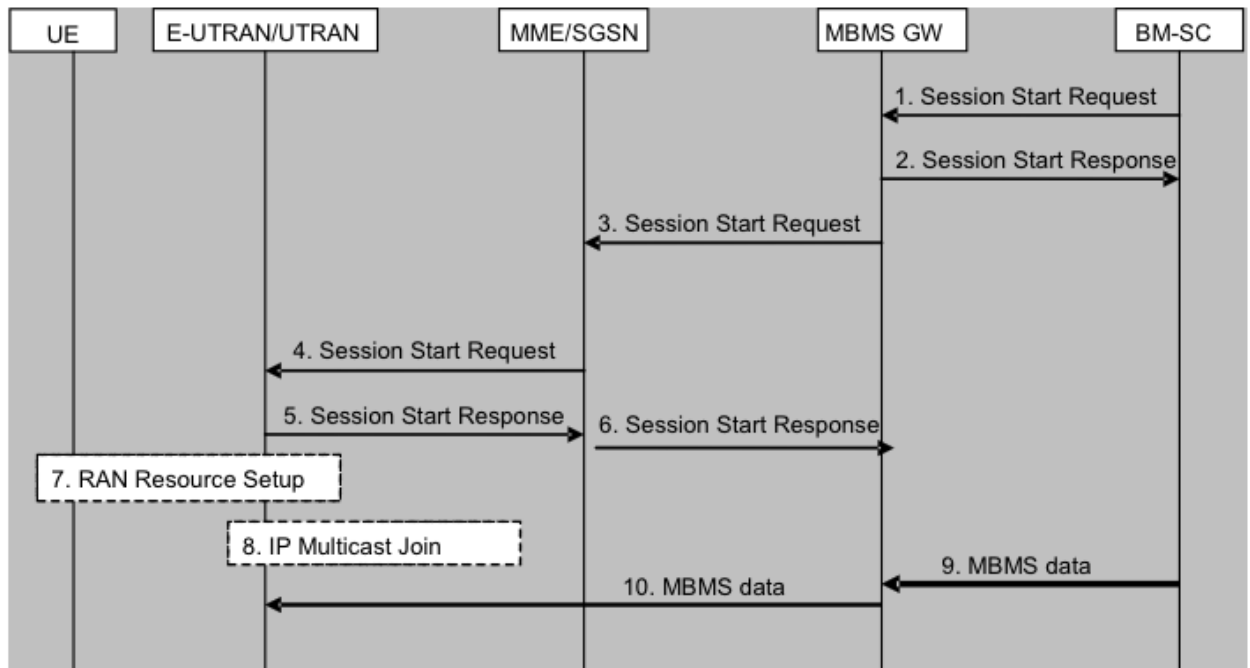 UE
E-UTRAN/UTRAN
MME/SGSN
MBMS GW
BM-SC
1. Session Start Request
2. Session Start Response
3. Session Start Request
4. Session Start Request
5. Session Start Response
6. Session Start Response
7. RAN Resource Setup
8. IP Multicast Join
9. MBMS data
10. MBMS data